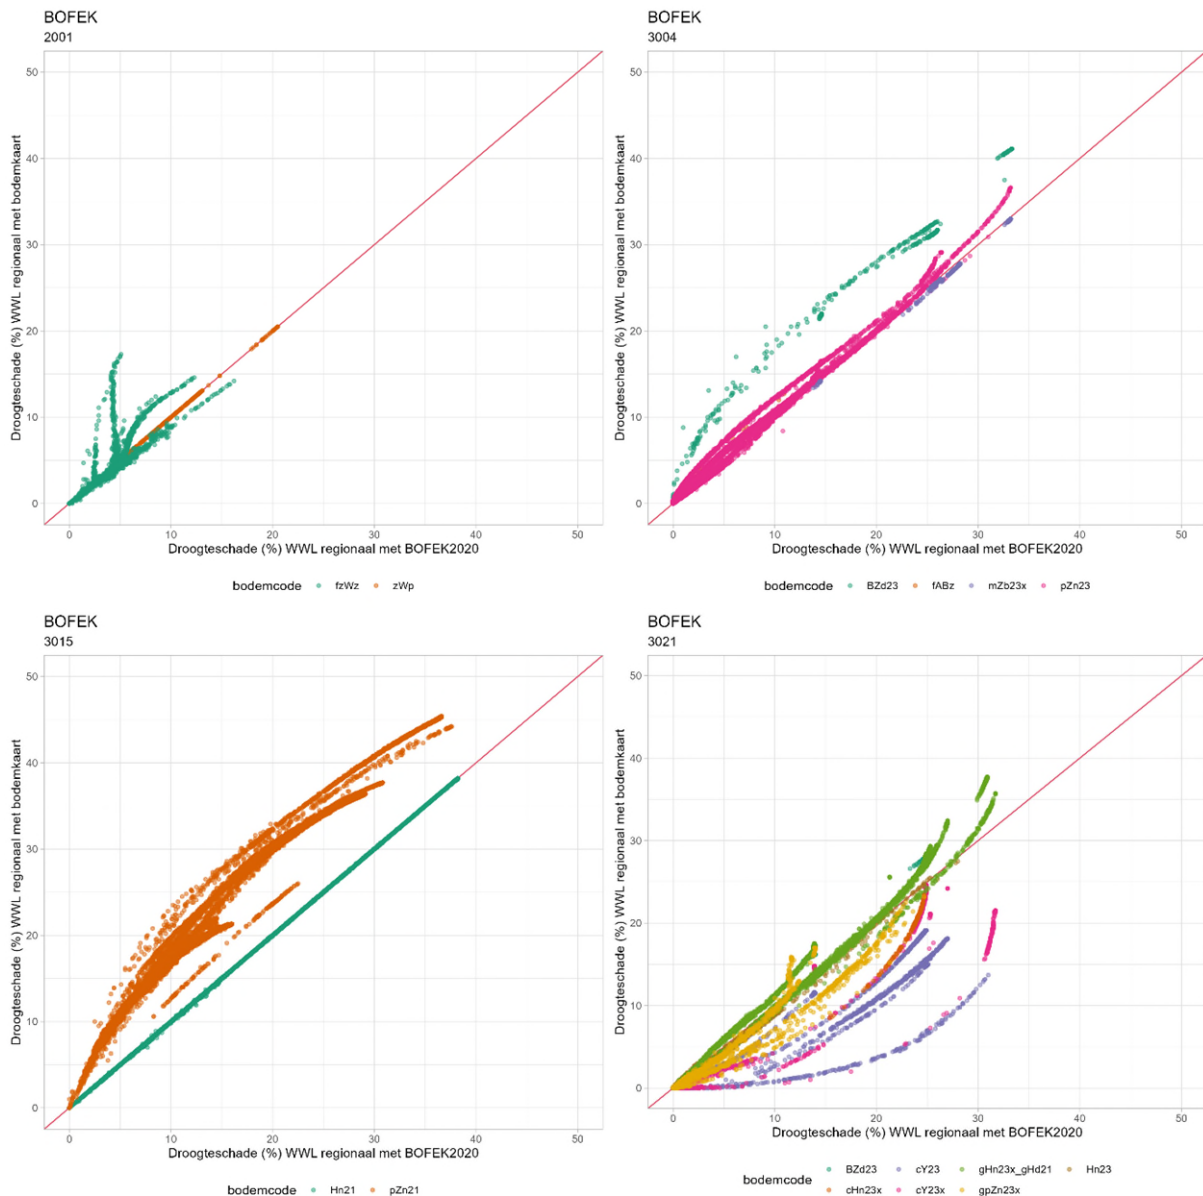 BOFEK
2001
50
40
30
20
10
0
Droogteschade (%) WWL regionaal met bodemkaart
0 10 20 30 40 50
Droogteschade (%) WWL regionaal met BOFEK2020
bodemcode fzWz zWp
BOFEK
3004
50
40
30
20
10
0
Droogteschade (%) WWL regionaal met bodemkaart
0 10 20 30 40 50
Droogteschade (%) WWL regionaal met BOFEK2020
bodemcode BZd23 fABz mZb23x pZn23
BOFEK
3015
50
40
30
20
10
0
Droogteschade (%) WWL regionaal met bodemkaart
0 10 20 30 40 50
Droogteschade (%) WWL regionaal met BOFEK2020
bodemcode Hn21 pZn21
BOFEK
3021
50
40
30
20
10
0
Droogteschade (%) WWL regionaal met bodemkaart
0 10 20 30 40 50
Droogteschade (%) WWL regionaal met BOFEK2020
bodemcode
BZd23 cY23 gHn23x_gHd21 Hn23
cHn23x cY23x gpZn23x